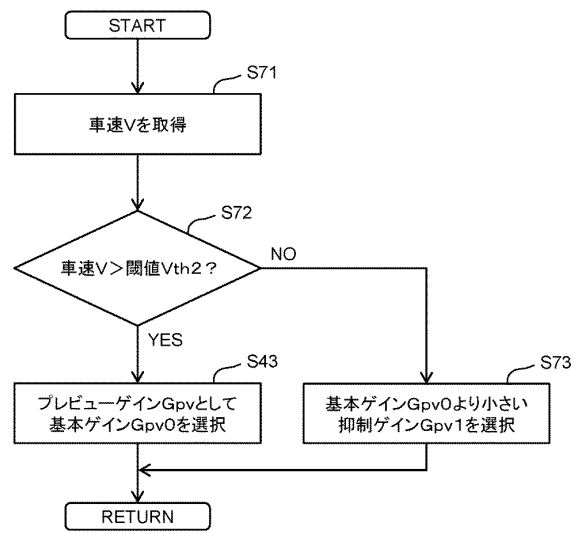 START
S71
車速Vを取得
S72
車速V＞閾値Vth2？
NO
YES
S43
プレビューゲインGpvとして
基本ゲインGpv0を選択
S73
基本ゲインGpv0より小さい
抑制ゲインGpv1を選択
RETURN